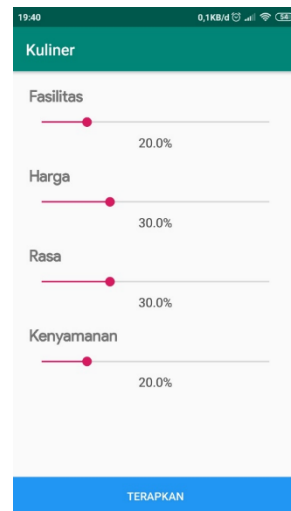 19:40 0,1KB/d 54
Kuliner
Fasilitas
20.0%
Harga
30.0%
Rasa
30.0%
Kenyamanan
20.0%
TERAPKAN